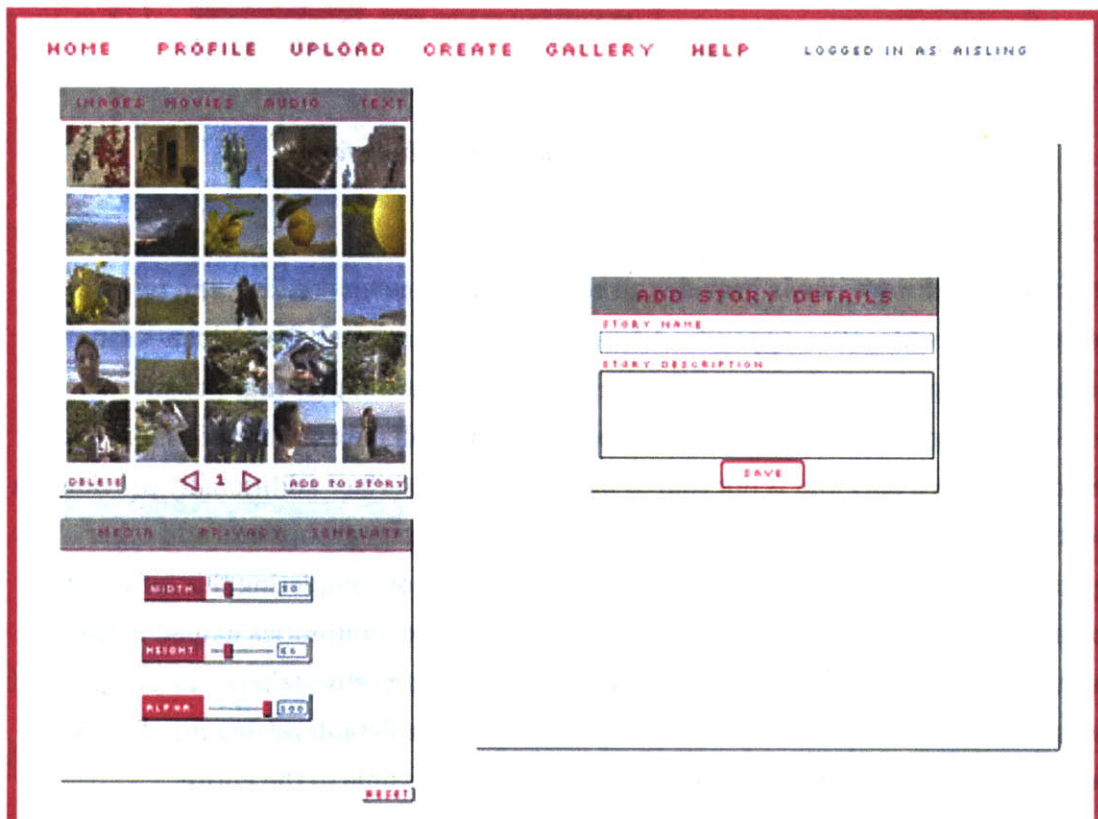 HOME PROFILE UPLOAD CREATE GALLERY HELP LOGGED IN AS AISLING
IMAGES MOVIES AUDIO TEXT
DELETE 1 ADD TO STORY
ADD STORY DETAILS
STORY NAME
STORY DESCRIPTION
SAVE
MEDIA PRIVACY TEMPLATE
WIDTH
HEIGHT
ALPHA 100
RESET